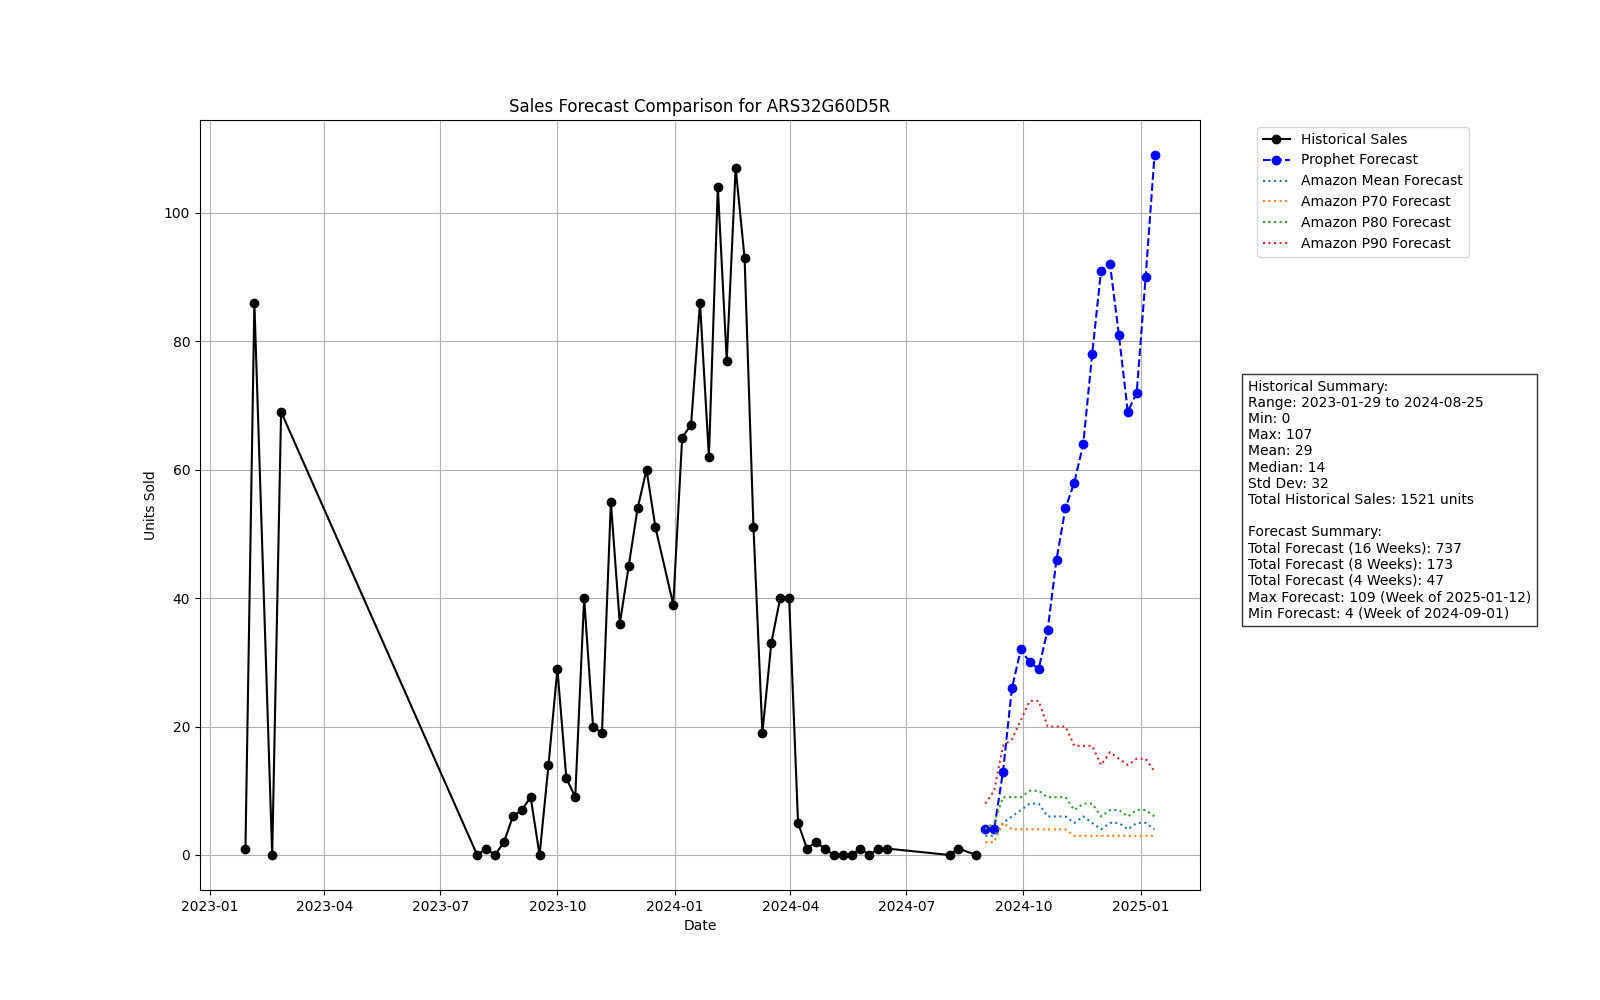 Sales Forecast Comparison for ARS32G60D5R
Historical Sales
Prophet Forecast
Amazon Mean Forecast
Amazon P70 Forecast
Amazon P80 Forecast
Amazon P90 Forecast
100
80
60
40
20
0
Units Sold
2023-01
2023-04
2023-07
2023-10
2024-01
2024-04
2024-07
2024-10
2025-01
Date
Historical Summary:
Range: 2023-01-29 to 2024-08-25
Min: 0
Max: 107
Mean: 29
Median: 14
Std Dev: 32
Total Historical Sales: 1521 units
Forecast Summary:
Total Forecast (16 Weeks): 737
Total Forecast (8 Weeks): 173
Total Forecast (4 Weeks): 47
Max Forecast: 109 (Week of 2025-01-12)
Min Forecast: 4 (Week of 2024-09-01)